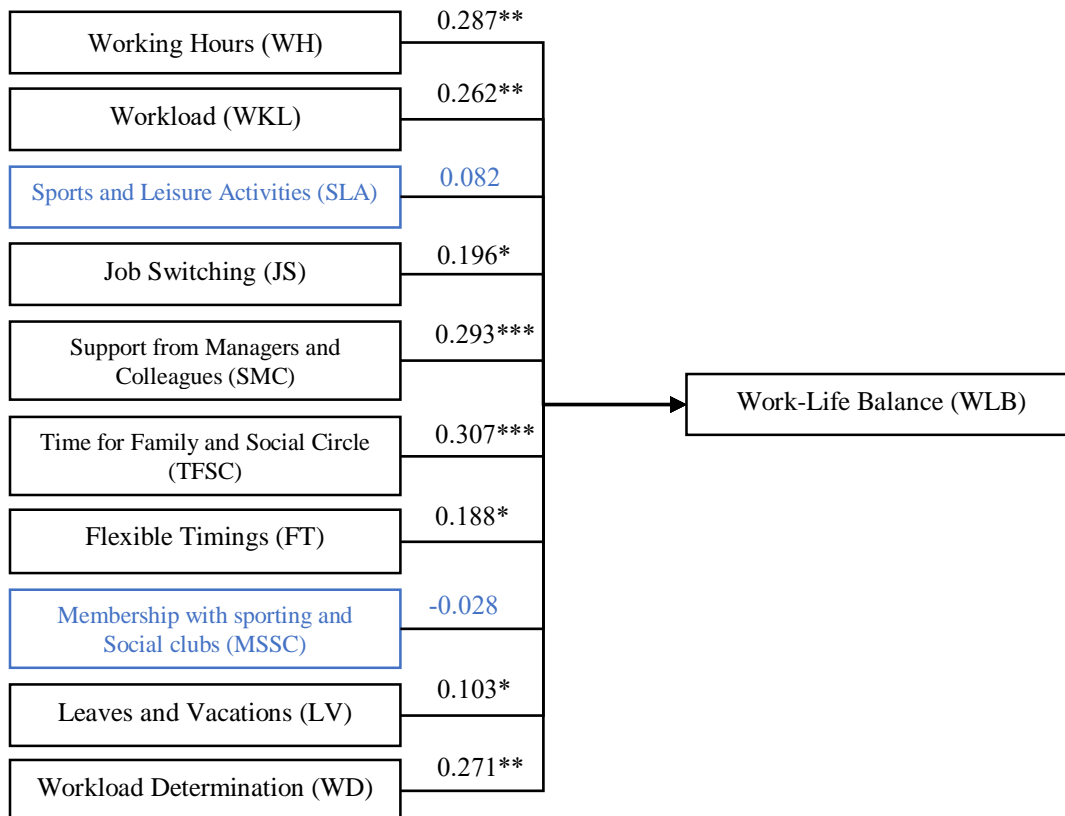 0.287**
Working Hours (WH)
0.262**
Workload (WKL)
0.082
Sports and Leisure Activities (SLA)
0.196*
Job Switching (JS)
0.293***
Support from Managers and
Colleagues (SMC)
Work-Life Balance (WLB)
0.307***
Time for Family and Social Circle
(TFSC)
0.188*
Flexible Timings (FT)
-0.028
Membership with sporting and
Social clubs (MSSC)
0.103*
Leaves and Vacations (LV)
0.271**
Workload Determination (WD)